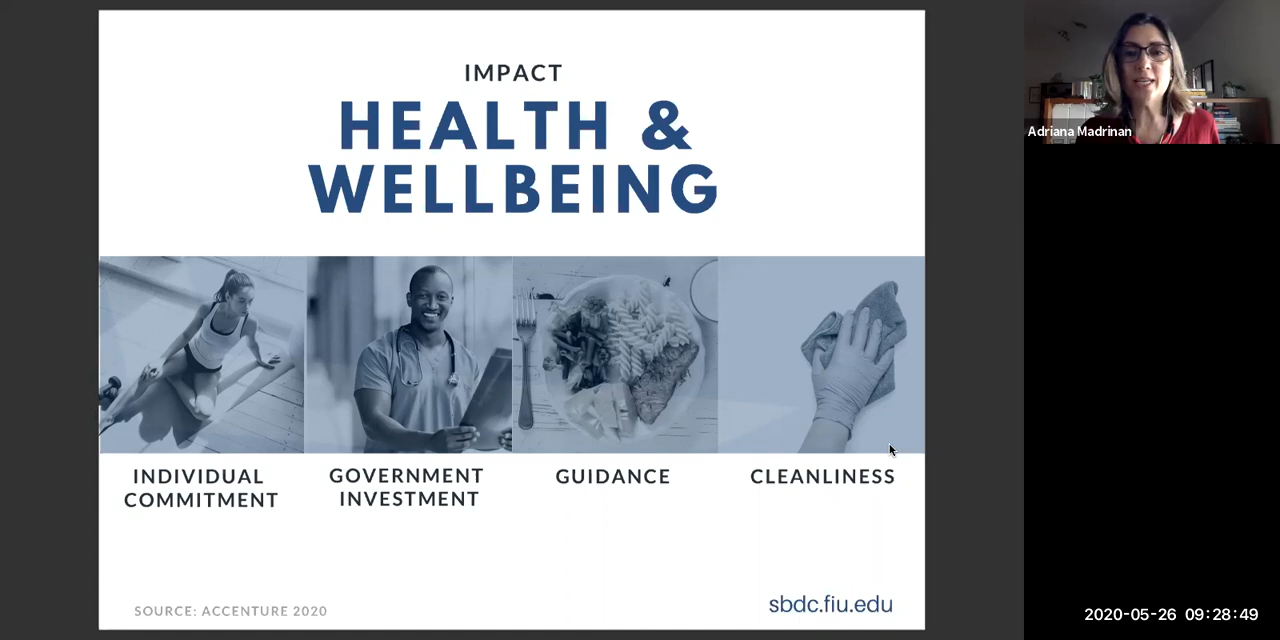 IMPACT
HEALTH &
WELLBEING
INDIVIDUAL
COMMITMENT
GOVERNMENT
INVESTMENT
GUIDANCE
CLEANLINESS
SOURCE: ACCENTURE 2020
sbdc.fiu.edu
Adriana Madrinan
2020-05-26 09:28:49